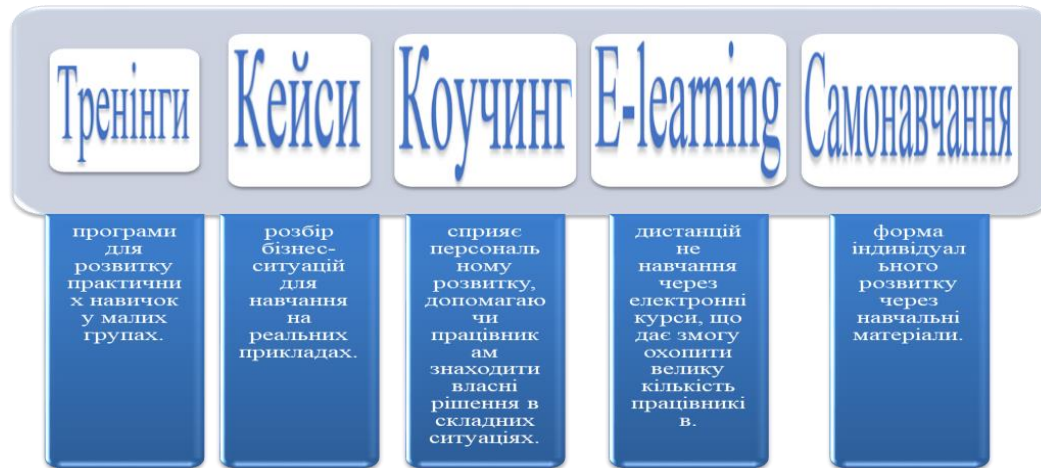 Тренінги
Кейси
Коучинг
E-learning
Самонавчання
програми
для
розвитку
практични
х навичок
у малих
групах.
розбір
бізнес-
ситуацій
для
навчання
на
реальних
прикладах.
сприяє
персональ
ному
розвитку,
допомагаю
чи
працівник
ам
знаходити
власні
рішення в
складних
ситуаціях.
дистанцій
не
навчання
через
електронні
курси, що
дає змогу
охопити
велику
кількість
працівникі
в.
форма
індивідуал
ьного
розвитку
через
навчальні
матеріали.